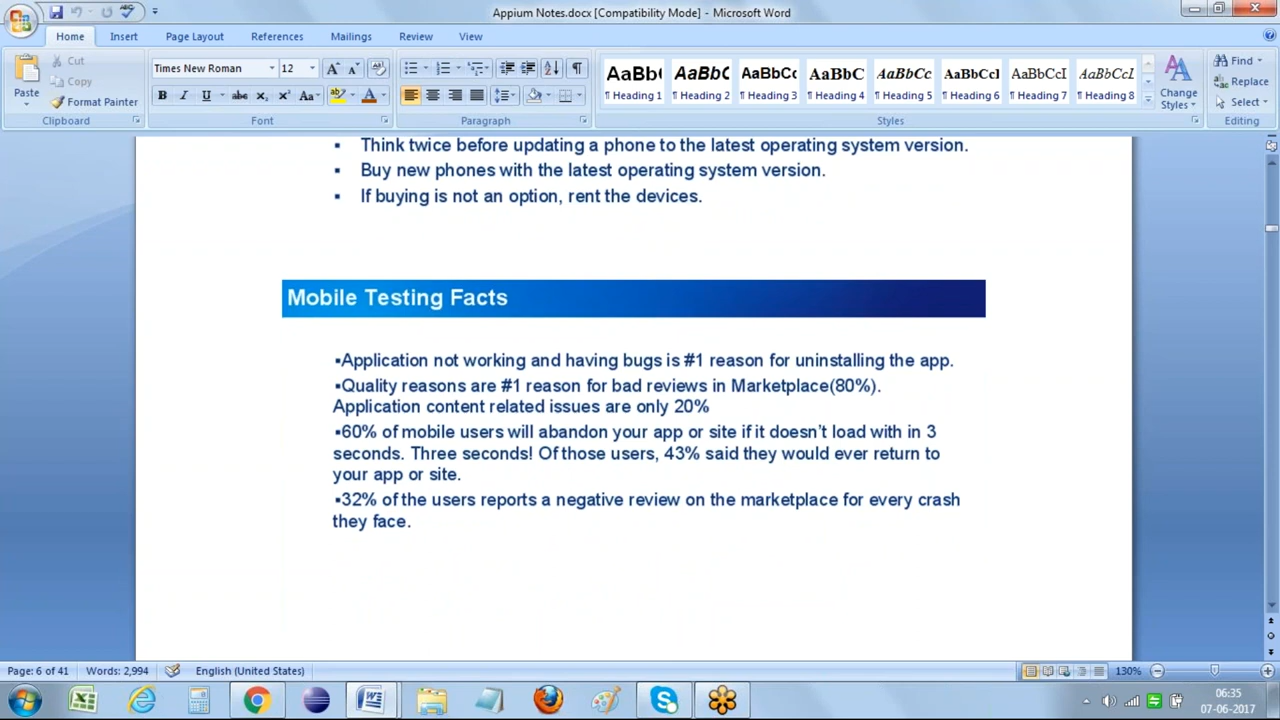 Appium Notes.docx [Compatibility Mode] - Microsoft Word
Home Insert Page Layout References Mailings Review View
Paste
Cut
Copy
Format Painter
Clipboard
Times New Roman 12
Font
Paragraph
AaBb( AaBbC AaBbCc AaBbC AaBbCc AaBbCcI AaBbCcI AaBbCcL
¶ Heading 1 ¶ Heading 2 ¶ Heading 3 ¶ Heading 4 ¶ Heading 5 ¶ Heading 6 ¶ Heading 7 ¶ Heading 8
Change Styles
Styles
Find
Replace
Select
Editing
▪ Think twice before updating a phone to the latest operating system version.
▪ Buy new phones with the latest operating system version.
▪ If buying is not an option, rent the devices.
Mobile Testing Facts
▪Application not working and having bugs is #1 reason for uninstalling the app.
▪Quality reasons are #1 reason for bad reviews in Marketplace(80%).
Application content related issues are only 20%
▪60% of mobile users will abandon your app or site if it doesn't load with in 3
seconds. Three seconds! Of those users, 43% said they would ever return to
your app or site.
▪32% of the users reports a negative review on the marketplace for every crash
they face.
Page: 6 of 41 Words: 2,994 English (United States) 130%
06:35
07-06-2017